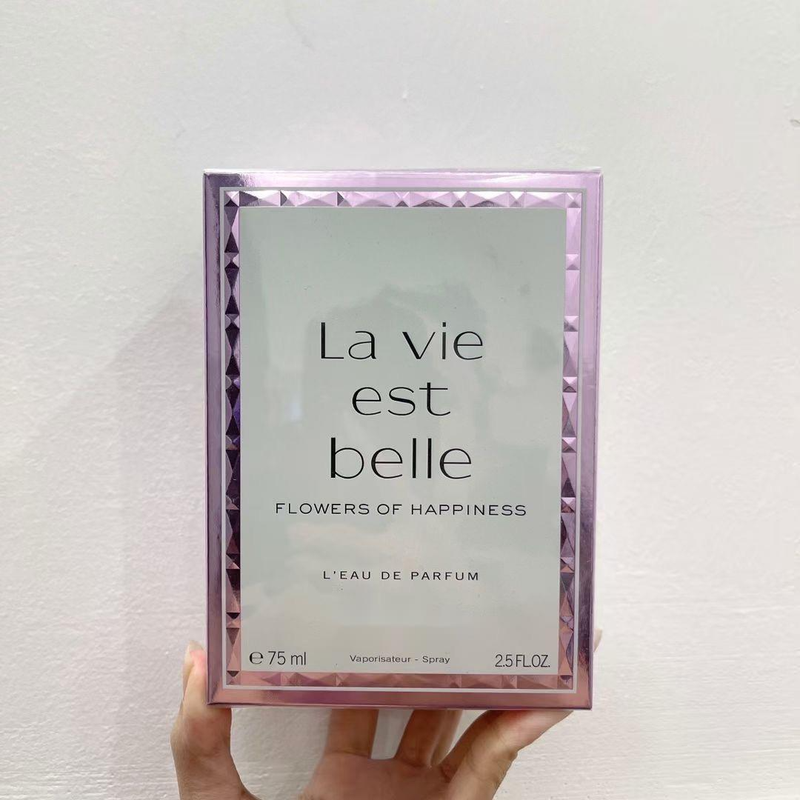 La vie
est
belle
FLOWERS OF HAPPINESS
L'EAU DE PARFUM
℮ 75 ml Vaporisateur - Spray 2.5 FL.OZ.